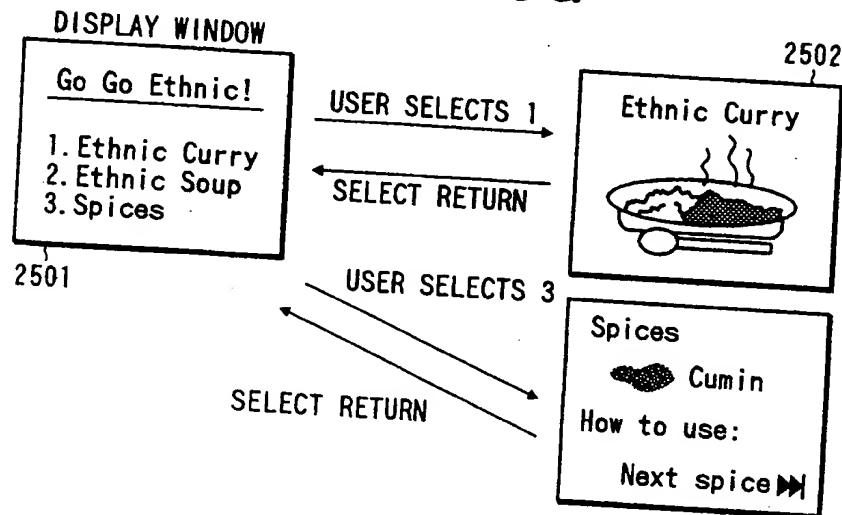 DISPLAY WINDOW
Go Go Ethnic!
1. Ethnic Curry
2. Ethnic Soup
3. Spices
2501
USER SELECTS 1
SELECT RETURN
2502
Ethnic Curry
USER SELECTS 3
SELECT RETURN
Spices
Cumin
How to use:
Next spice